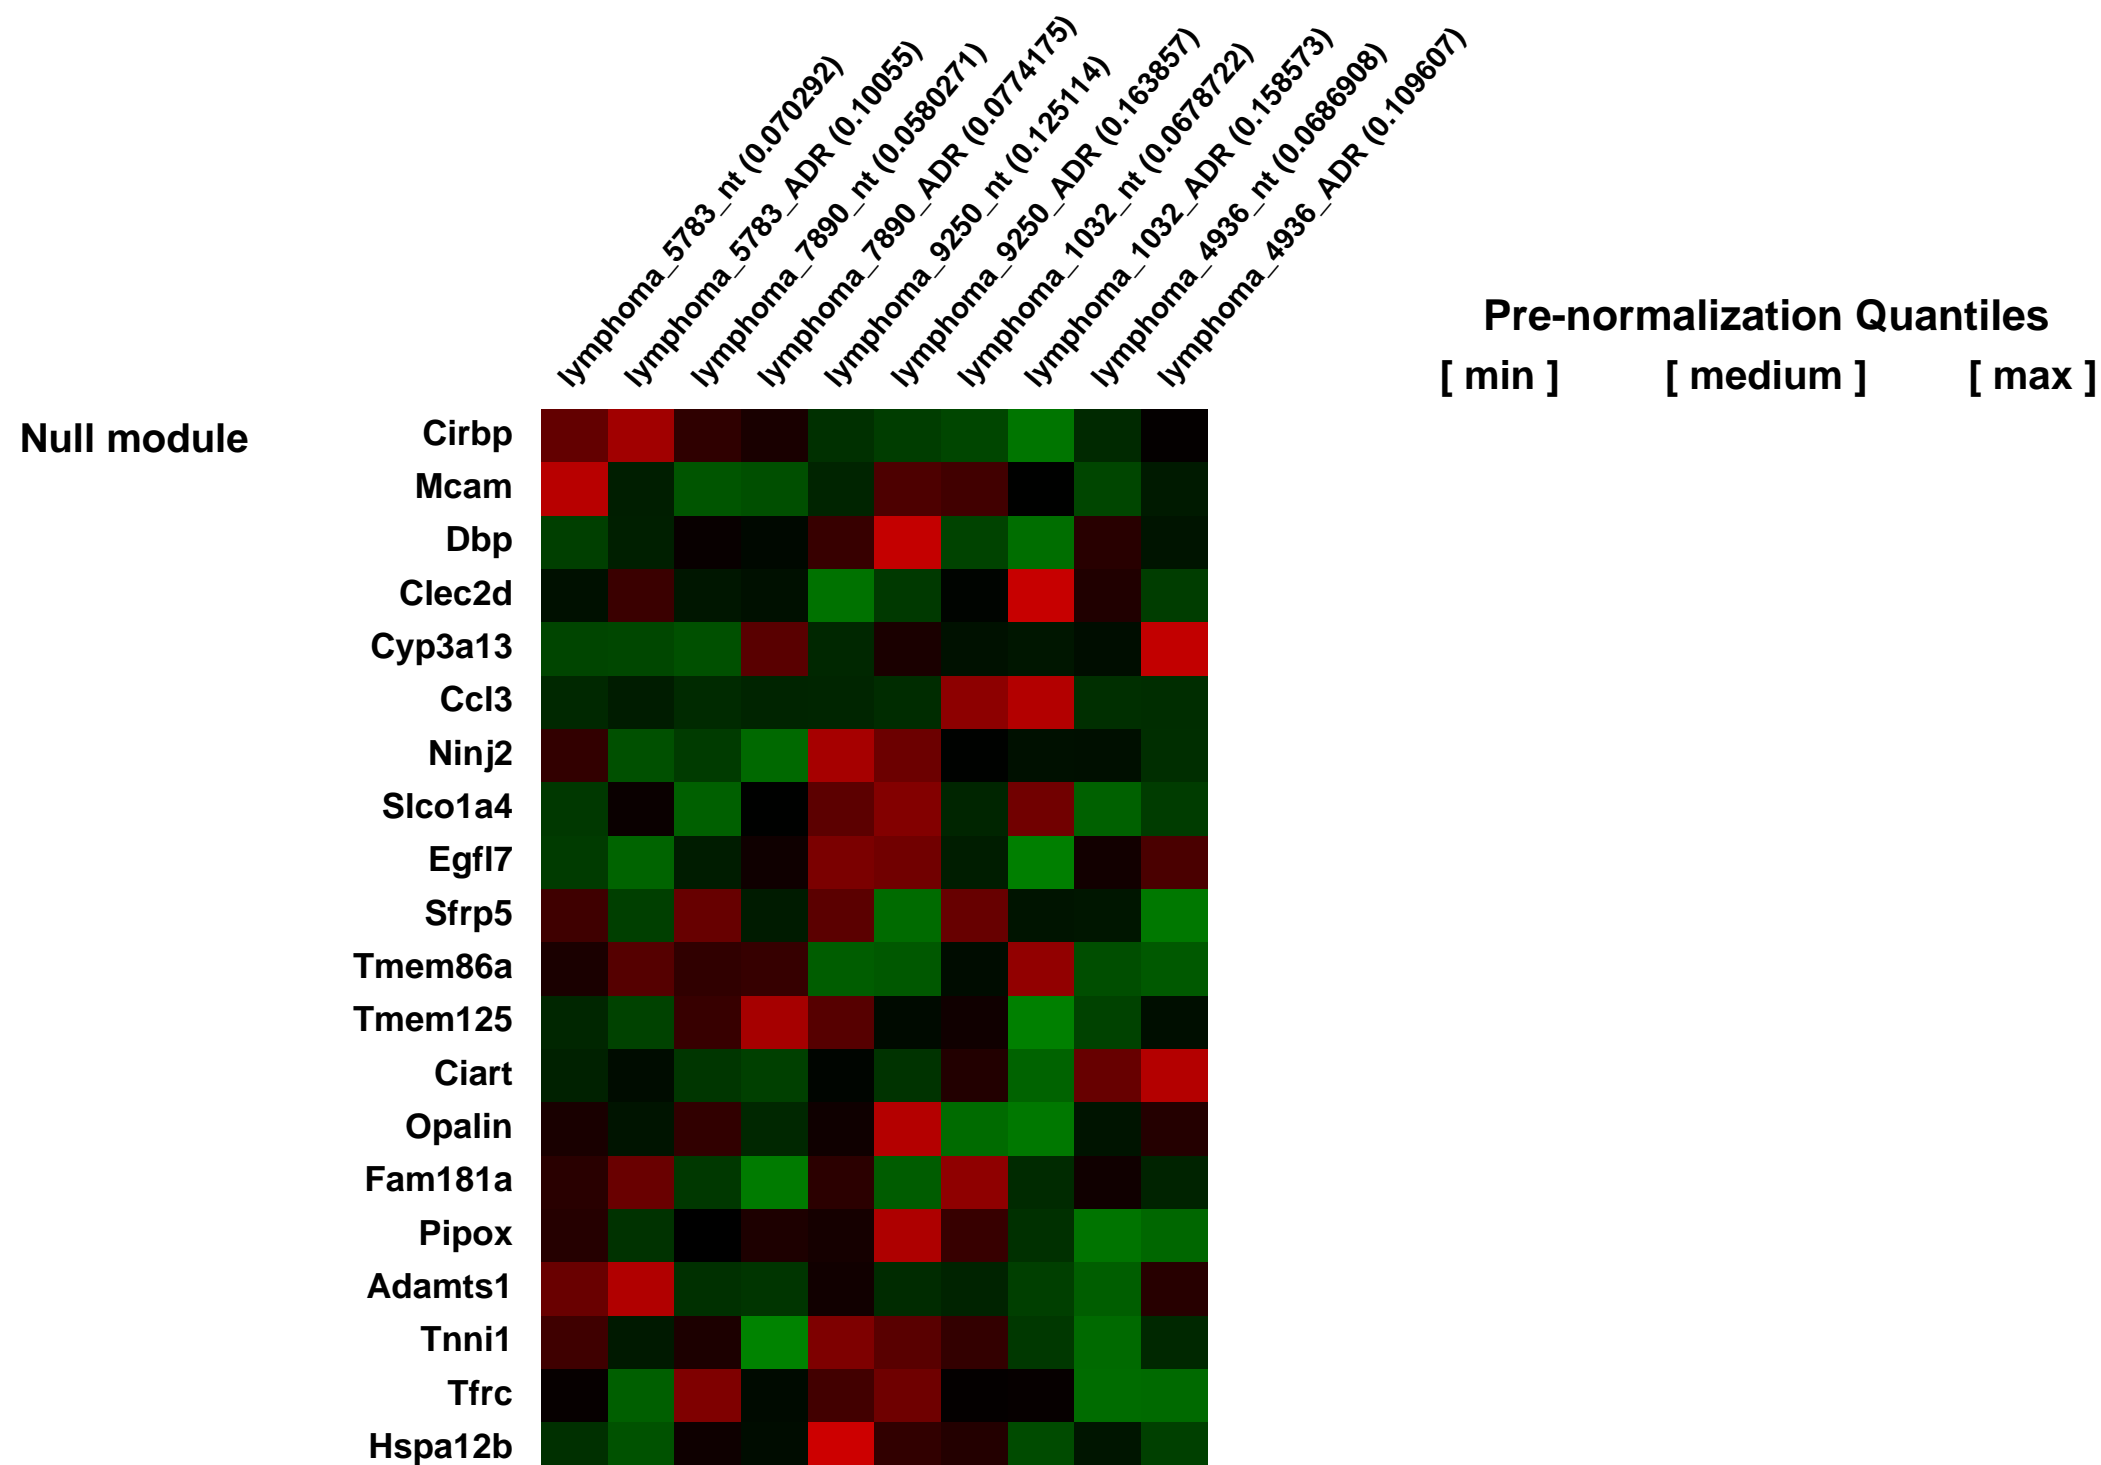 lymphoma_5783_nt (0.070292)
lymphoma_5783_ADR (0.10055)
lymphoma_7890_nt (0.0580271)
lymphoma_7890_ADR (0.0774175)
lymphoma_9250_nt (0.125114)
lymphoma_9250_ADR (0.163857)
lymphoma_1032_nt (0.0678722)
lymphoma_1032_ADR (0.158573)
lymphoma_4936_nt (0.0686908)
lymphoma_4936_ADR (0.109607)
Pre-normalization Quantiles
[ min ] [ medium ] [ max ]
Null module
Cirbp
Mcam
Dbp
Clec2d
Cyp3a13
Ccl3
Ninj2
Slco1a4
Egfl7
Sfrp5
Tmem86a
Tmem125
Ciart
Opalin
Fam181a
Pipox
Adamts1
Tnni1
Tfrc
Hspa12b